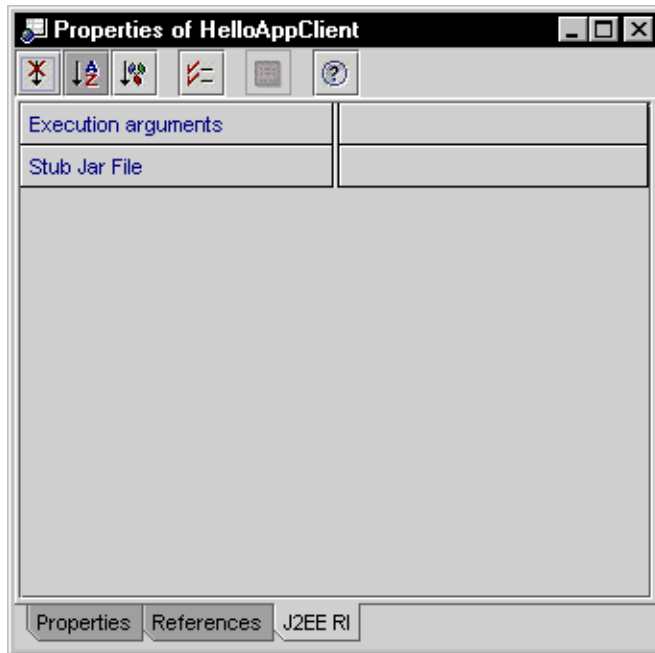 Properties of HelloAppClient
Execution arguments
Stub Jar File
Properties References J2EE RI